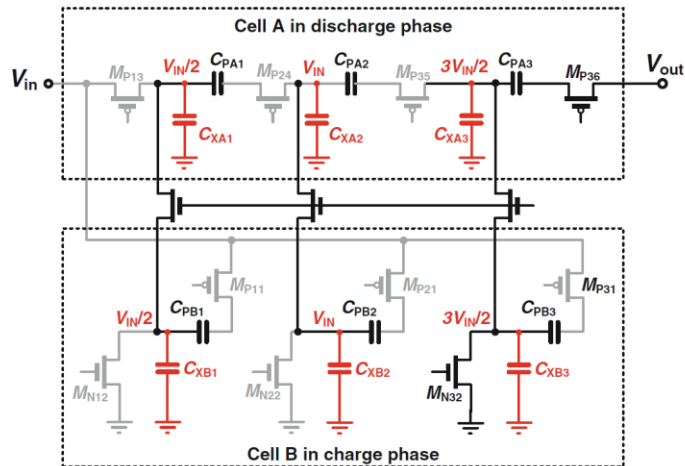 Cell A in discharge phase
V_IN/2 C_PA1 V_IN C_PA2 3V_IN/2 C_PA3
V_in M_P13 M_P24 M_P35 M_P36 V_out
C_XA1 C_XA2 C_XA3
M_P11 M_P21 M_P31
V_IN/2 C_PB1 V_IN C_PB2 3V_IN/2 C_PB3
M_N12 C_XB1 M_N22 C_XB2 M_N32 C_XB3
Cell B in charge phase